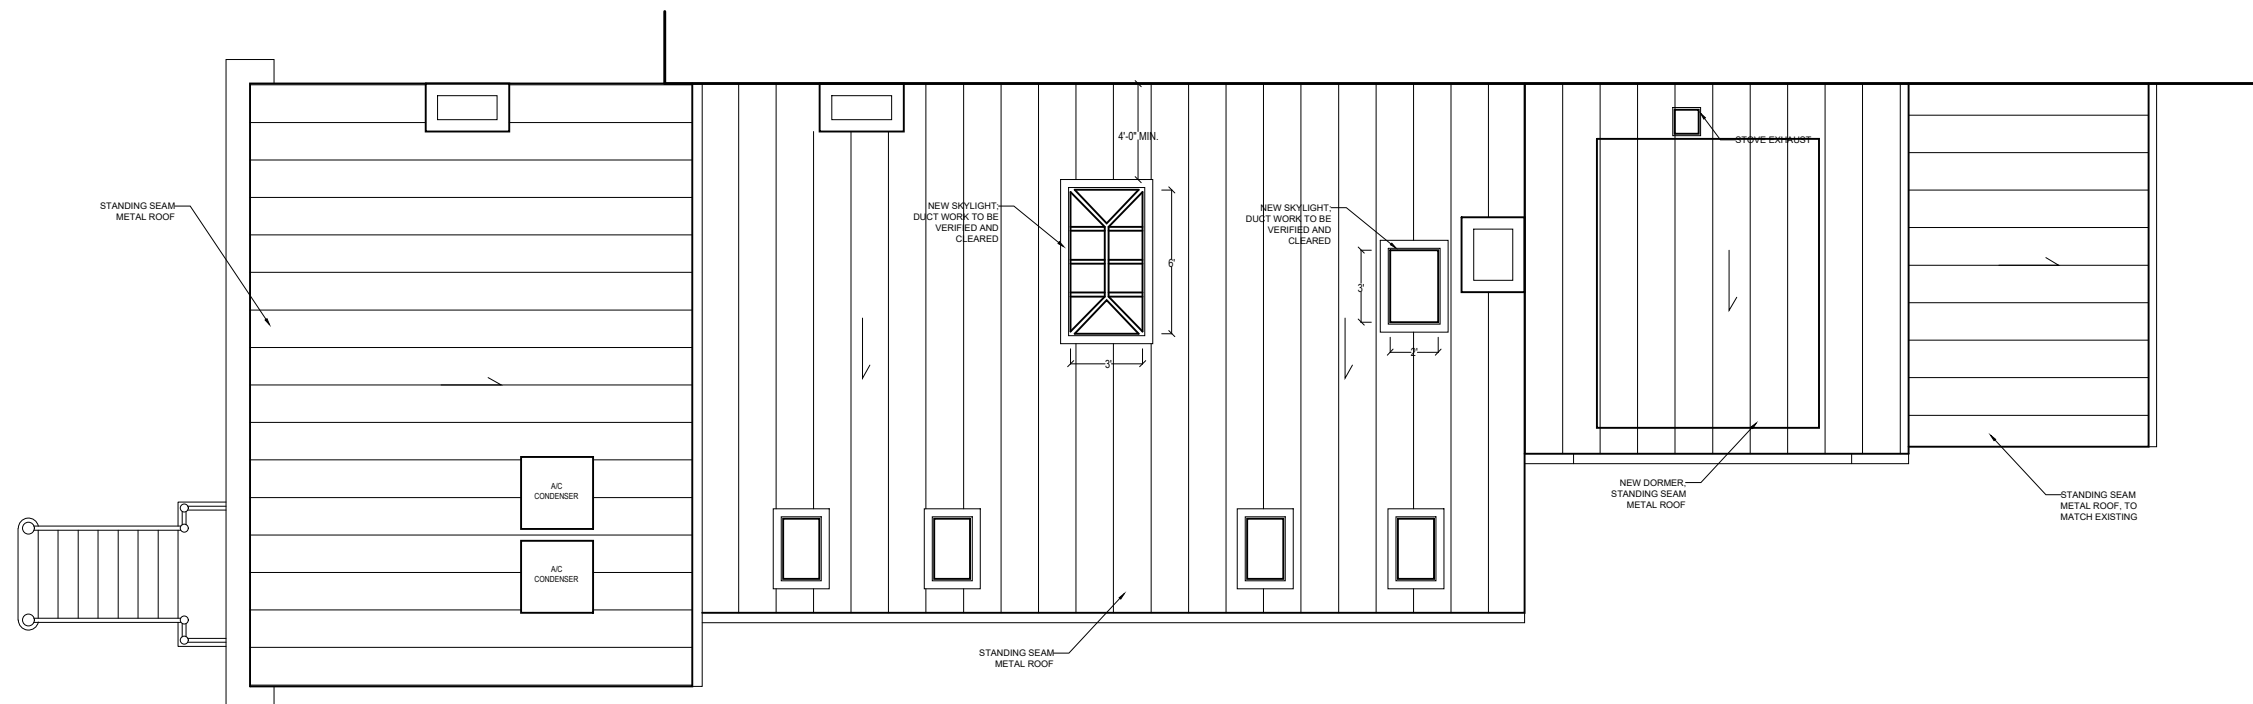 4'-0" MIN.
STOVE EXHAUST
STANDING SEAM
METAL ROOF
NEW SKYLIGHT,
DUCT WORK TO BE
VERIFIED AND
CLEARED
6'
3'
NEW SKYLIGHT,
DUCT WORK TO BE
VERIFIED AND
CLEARED
3'
2'
A/C
CONDENSER
A/C
CONDENSER
NEW DORMER,
STANDING SEAM
METAL ROOF
STANDING SEAM
METAL ROOF, TO
MATCH EXISTING
STANDING SEAM
METAL ROOF